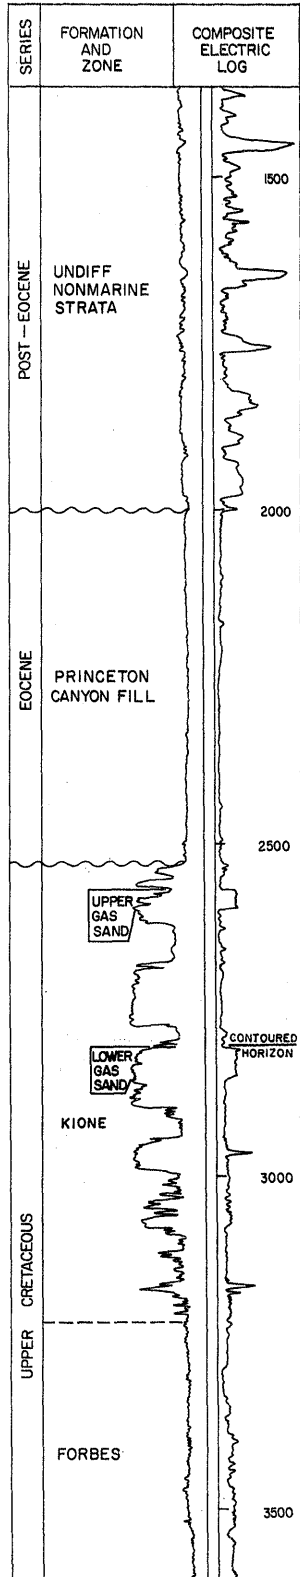 SERIES
FORMATION
AND
ZONE
COMPOSITE
ELECTRIC
LOG
POST — EOCENE
UNDIFF
NONMARINE
STRATA
1500
2000
EOCENE
PRINCETON
CANYON FILL
2500
UPPER
GAS
SAND
CONTOURED
HORIZON
LOWER
GAS
SAND
KIONE
3000
UPPER CRETACEOUS
FORBES
3500